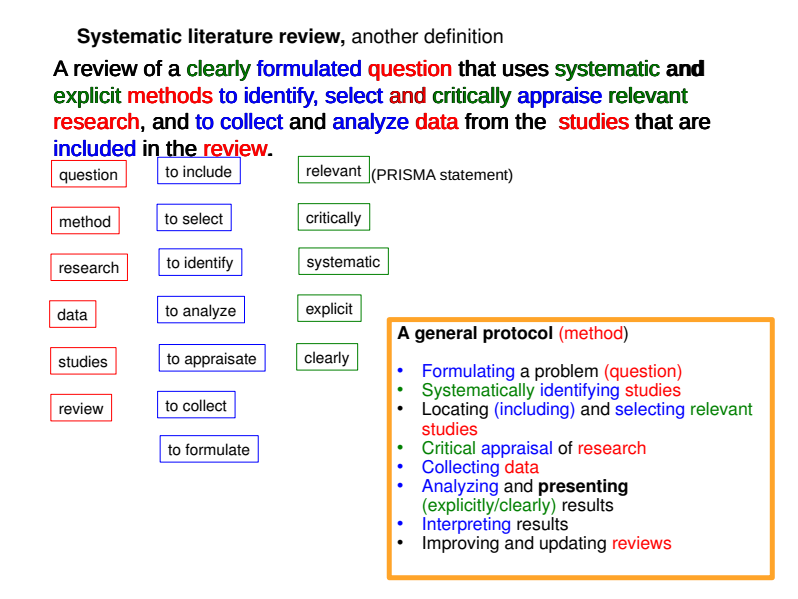 Systematic literature review, another definition
A review of a clearly formulated question that uses systematic and
explicit methods to identify, select and critically appraise relevant
research, and to collect and analyze data from the studies that are
included in the review.
question
to include
relevant
(PRISMA statement)
method
to select
critically
research
to identify
systematic
data
to analyze
explicit
studies
to appraisate
clearly
review
to collect
to formulate
A general protocol (method)
• Formulating a problem (question)
• Systematically identifying studies
• Locating (including) and selecting relevant
studies
• Critical appraisal of research
• Collecting data
• Analyzing and presenting
(explicitly/clearly) results
• Interpreting results
• Improving and updating reviews